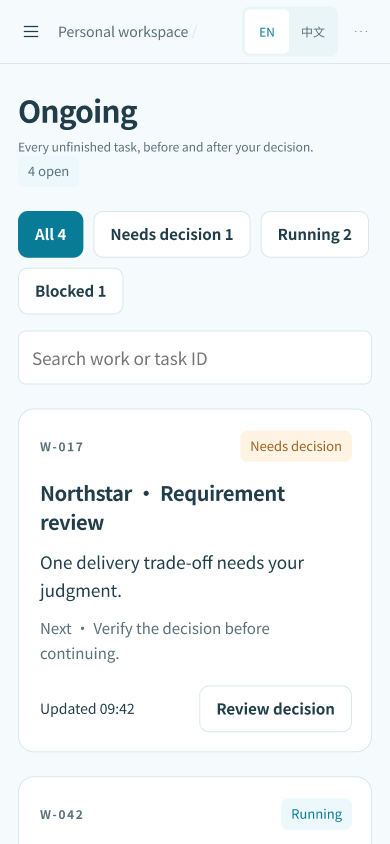 Personal workspace /
EN
中文
...
Ongoing
Every unfinished task, before and after your decision.
4 open
All 4
Needs decision 1
Running 2
Blocked 1
Search work or task ID
W-017
Needs decision
Northstar • Requirement
review
One delivery trade-off needs your
judgment.
Next • Verify the decision before
continuing.
Updated 09:42
Review decision
W-042
Running